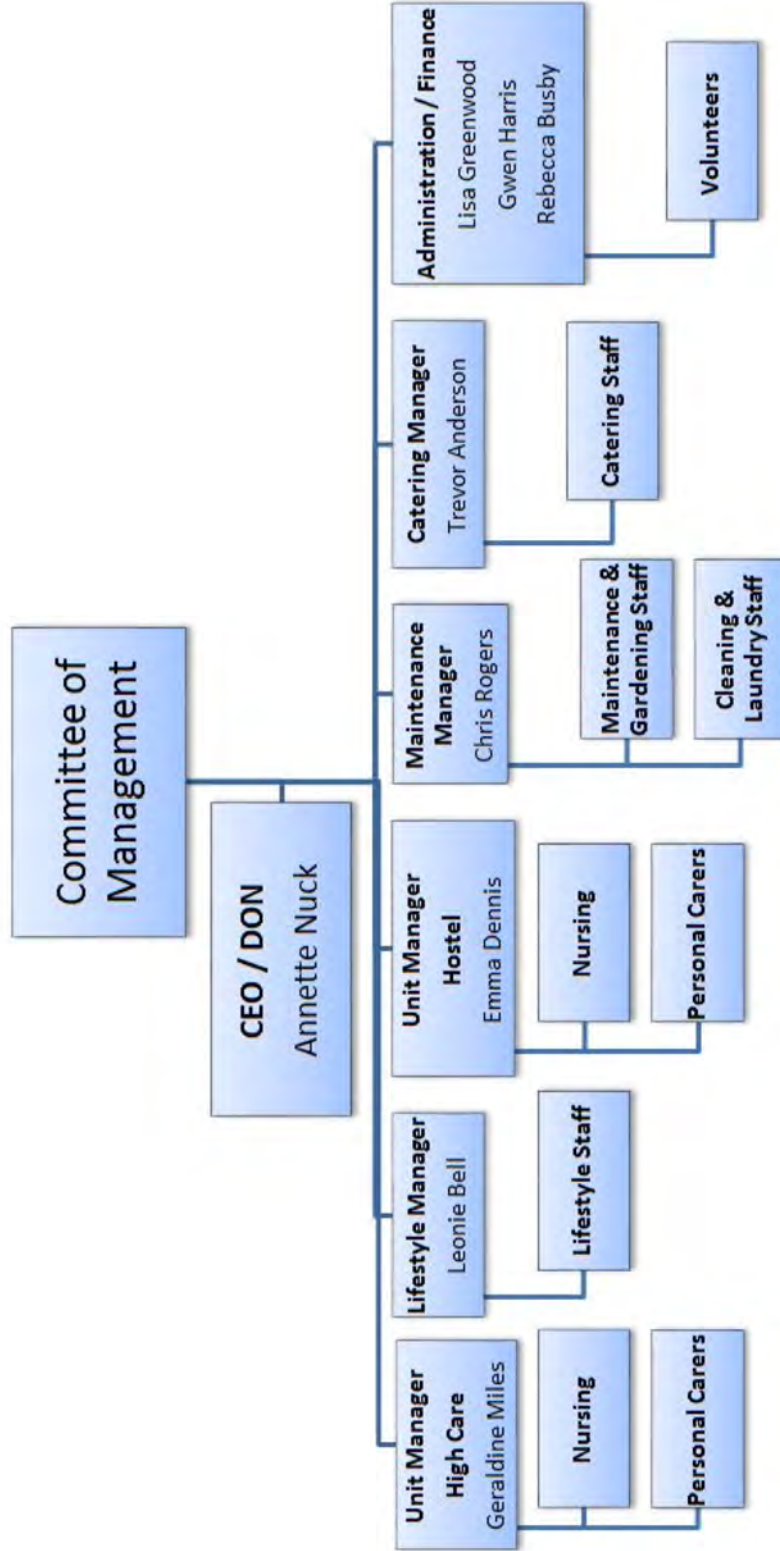 Committee of
Management
CEO / DON
Annette Nuck
Unit Manager
High Care
Geraldine Miles
Nursing
Personal Carers
Lifestyle Manager
Leonie Bell
Lifestyle Staff
Unit Manager
Hostel
Emma Dennis
Nursing
Personal Carers
Maintenance
Manager
Chris Rogers
Maintenance &
Gardening Staff
Cleaning &
Laundry Staff
Catering Manager
Trevor Anderson
Catering Staff
Administration / Finance
Lisa Greenwood
Gwen Harris
Rebecca Busby
Volunteers